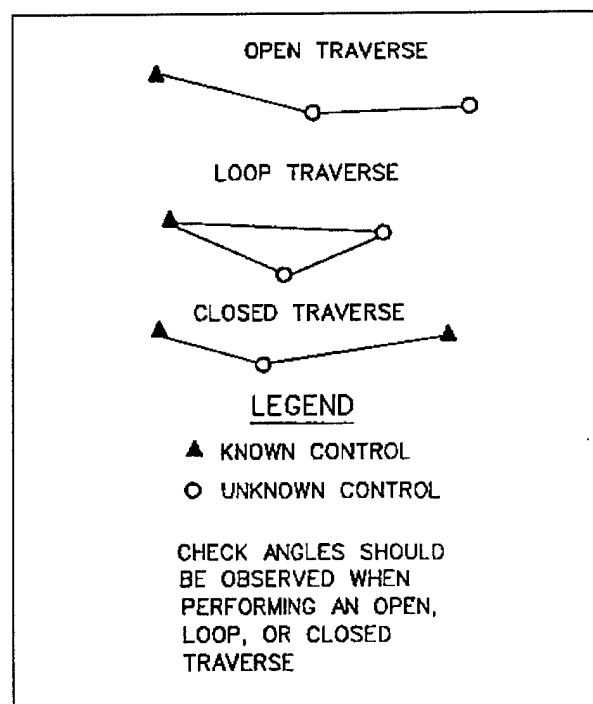 OPEN TRAVERSE
LOOP TRAVERSE
CLOSED TRAVERSE
LEGEND
KNOWN CONTROL
UNKNOWN CONTROL
CHECK ANGLES SHOULD
BE OBSERVED WHEN
PERFORMING AN OPEN,
LOOP, OR CLOSED
TRAVERSE